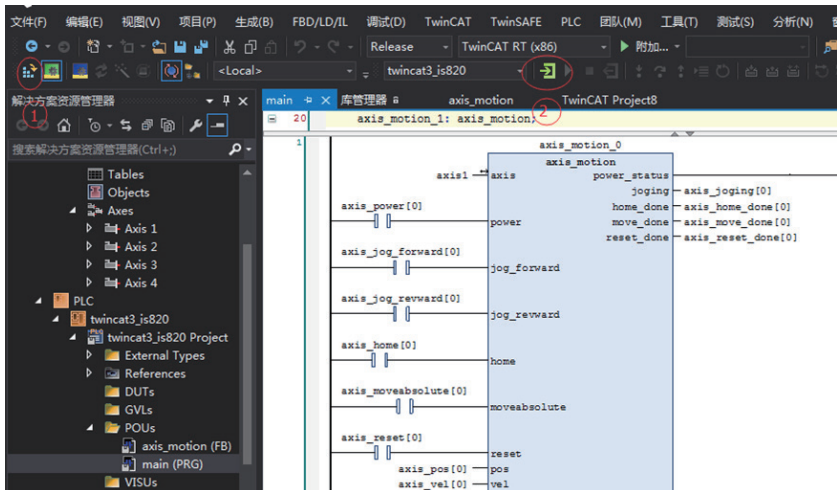 文件(F) 编辑(E) 视图(V) 项目(P) 生成(B) FBD/LD/IL 调试(D) TwinCAT TwinSAFE PLC 团队(M) 工具(T) 测试(S) 分析(N)
Release TwinCAT RT (x86) 附加...
<Local> twincat3_is820
解决方案资源管理器
1
搜索解决方案资源管理器(Ctrl+;)
Tables
Objects
Axes
Axis 1
Axis 2
Axis 3
Axis 4
PLC
twincat3_is820
twincat3_is820 Project
External Types
References
DUTs
GVLs
POUs
axis_motion (FB)
main (PRG)
VISUs
main 库管理器 axis_motion TwinCAT Project8
2
20 axis_motion_1: axis_motion;
1
axis_motion_0
axis_motion
axis1 axis power_status
joging axis_joging[0]
axis_power[0] home_done axis_home_done[0]
power move_done axis_move_done[0]
reset_done axis_reset_done[0]
axis_jog_forward[0]
jog_forward
axis_jog_revward[0]
jog_revward
axis_home[0]
home
axis_moveabsolute[0]
moveabsolute
axis_reset[0]
reset
axis_pos[0] pos
axis_vel[0] vel